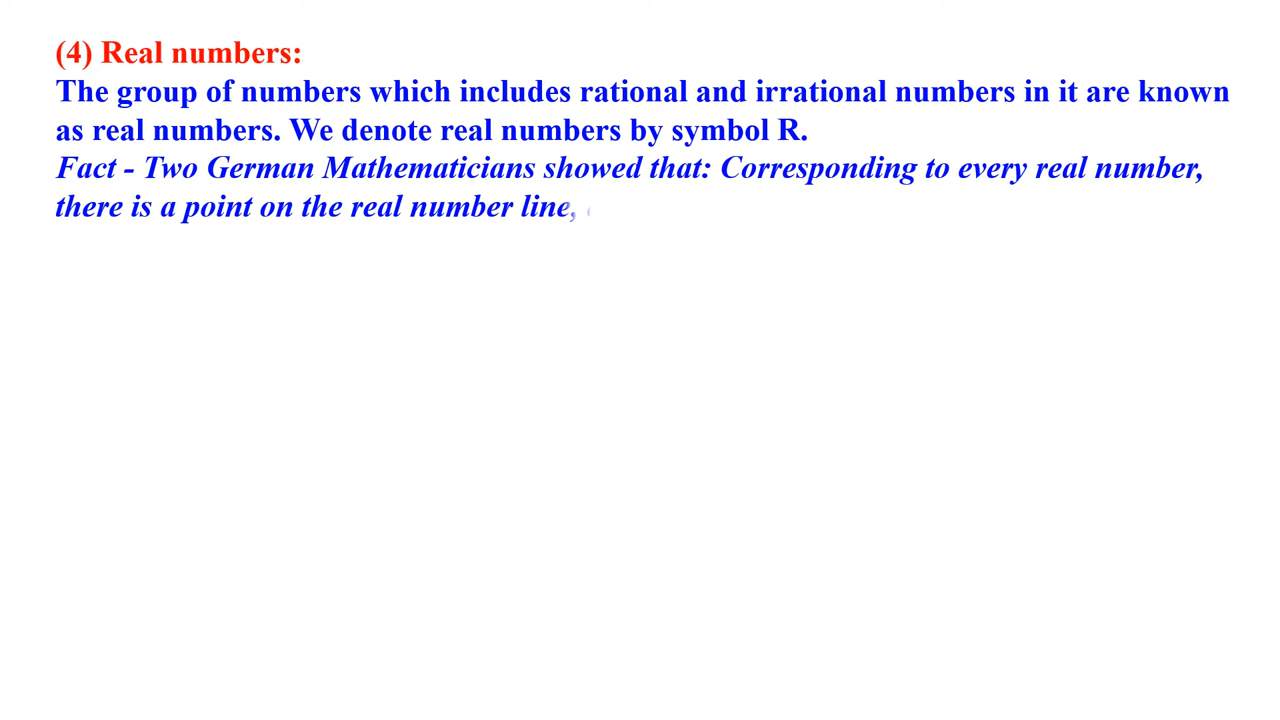 (4) Real numbers:
The group of numbers which includes rational and irrational numbers in it are known
as real numbers. We denote real numbers by symbol R.
Fact - Two German Mathematicians showed that: Corresponding to every real number,
there is a point on the real number line,